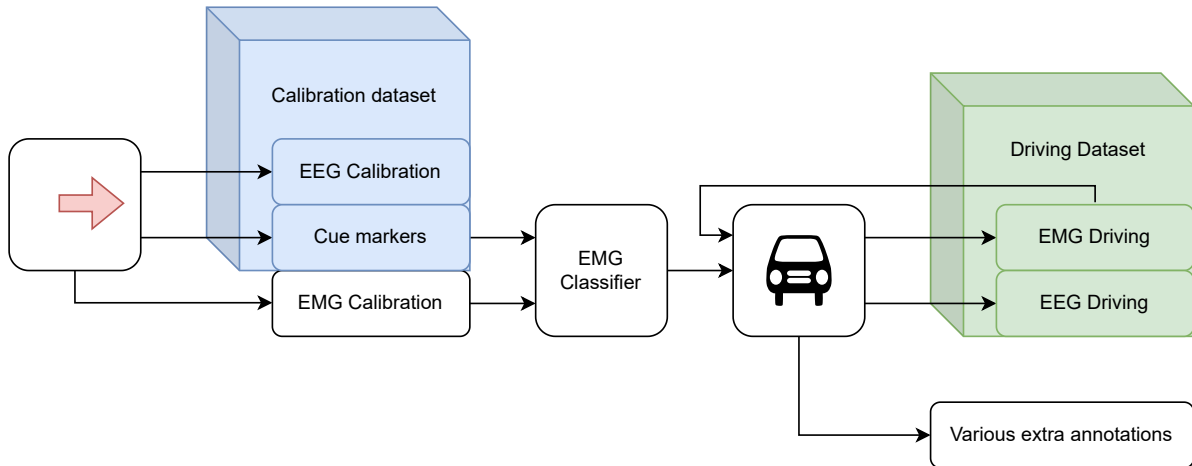 Calibration dataset
EEG Calibration
Cue markers
EMG Calibration
EMG
Classifier
Driving Dataset
EMG Driving
EEG Driving
Various extra annotations